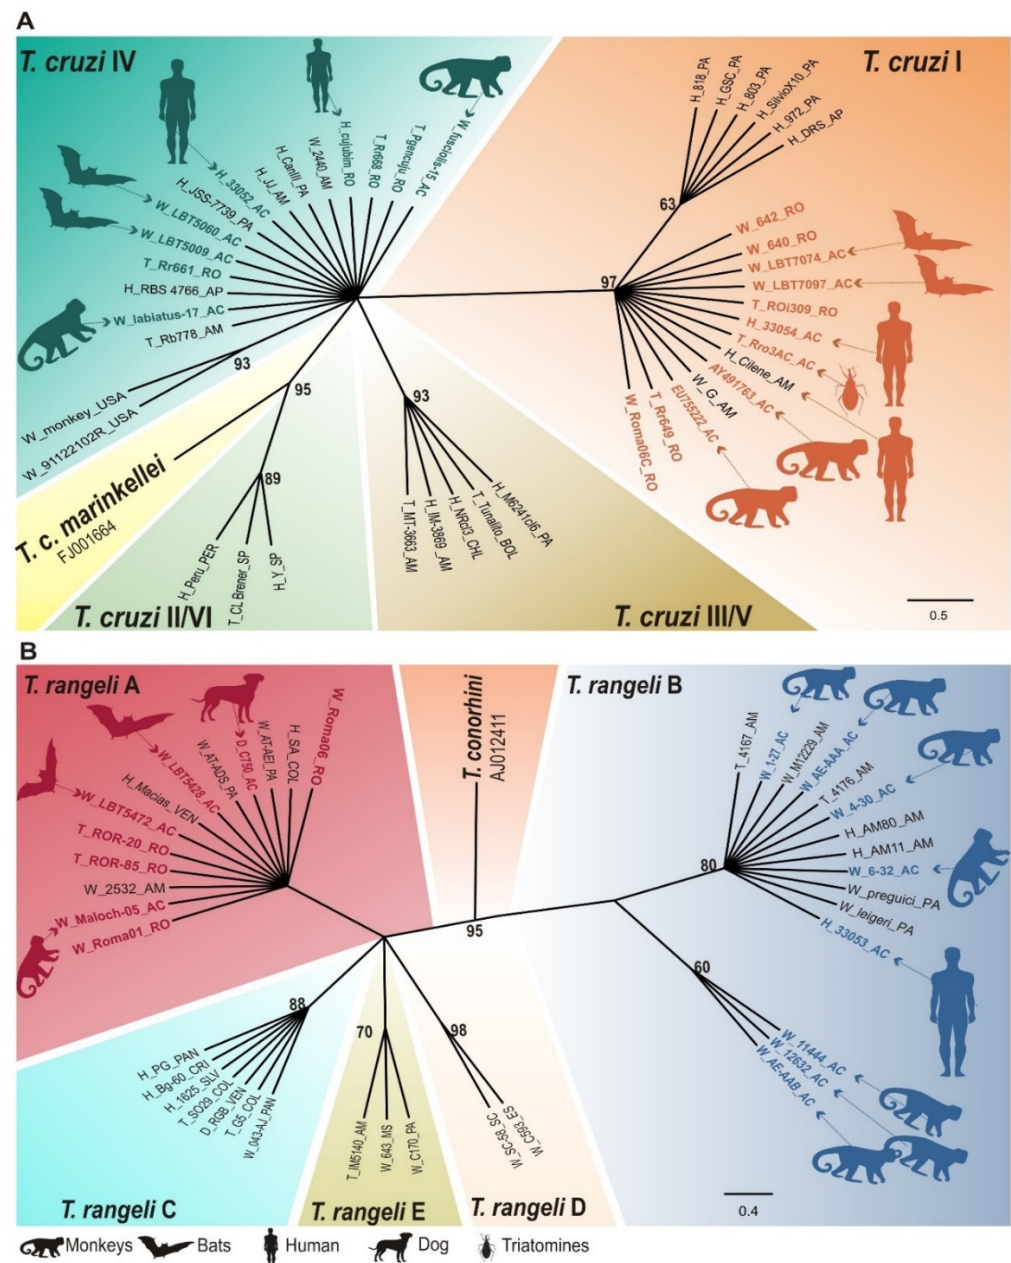 A
T. cruzi IV
T. cruzi I
H_33052_AC
H_JSS-7739_PA
H_JJ_AM
H_CanIII_PA
W_2440_AM
H_cujubim_RO
T_Rr668_RO
T_Pgencuju_RO
W_fusciolis-15_AC
W_LBT5060_AC
W_LBT5009_AC
T_Rr661_RO
H_RBS 4766_AP
W_labiatus-17_AC
T_Rb778_AM
93
W_monkey_USA
W_91122102R_USA
H_818_PA
H_GSC_PA
H_803_PA
H_SilvioX10_PA
H_972_PA
H_DRS_AP
63
97
W_642_RO
W_640_RO
W_LBT7074_AC
W_LBT7097_AC
T_ROi309_RO
H_33054_AC
T_Rro3AC_AC
H_Cilene_AM
AY491763_AC
W_G_AM
EU755222_AC
T_Rr649_RO
W_Roma06C_RO
95
T. c. marinkellei
FJ001664
89
H_Peru_PER
T_CL Brener_SP
H_Y_SP
T. cruzi II/VI
93
T_MT-3663_AM
H_IM-3869_AM
H_NRcl3_CHL
T_Tunalito_BOL
H_M6241cl6_PA
T. cruzi III/V
0.5
B
T. rangeli A
T. conorhini
AJ012411
T. rangeli B
W_LBT5472_AC
H_Macias_VEN
W_LBT5428_AC
W_AT-ADS_PA
D_C750_AC
W_AT-AEI_PA
H_SA_COL
W_Roma06_RO
T_ROR-20_RO
T_ROR-85_RO
W_2532_AM
W_Maloch-05_AC
W_Roma01_RO
95
T_4167_AM
W_1-27_AC
W_M12229_AM
W_AE-AAA_AC
T_4176_AM
W_4-30_AC
H_AM80_AM
H_AM11_AM
W_6-32_AC
W_preguici_PA
W_leigeri_PA
H_33053_AC
80
60
W_11444_AC
W_12632_AC
W_AE-AAB_AC
88
H_PG_PAN
H_Bg-60_CRI
H_1625_SLV
T_SO29_COL
D_RGB_VEN
T_G5_COL
W_043-AJ_PAN
T. rangeli C
70
T_IM5140_AM
W_643_MS
W_C170_PA
T. rangeli E
98
W_SC-58_SC
W_C593_ES
T. rangeli D
0.4
Monkeys Bats Human Dog Triatomines